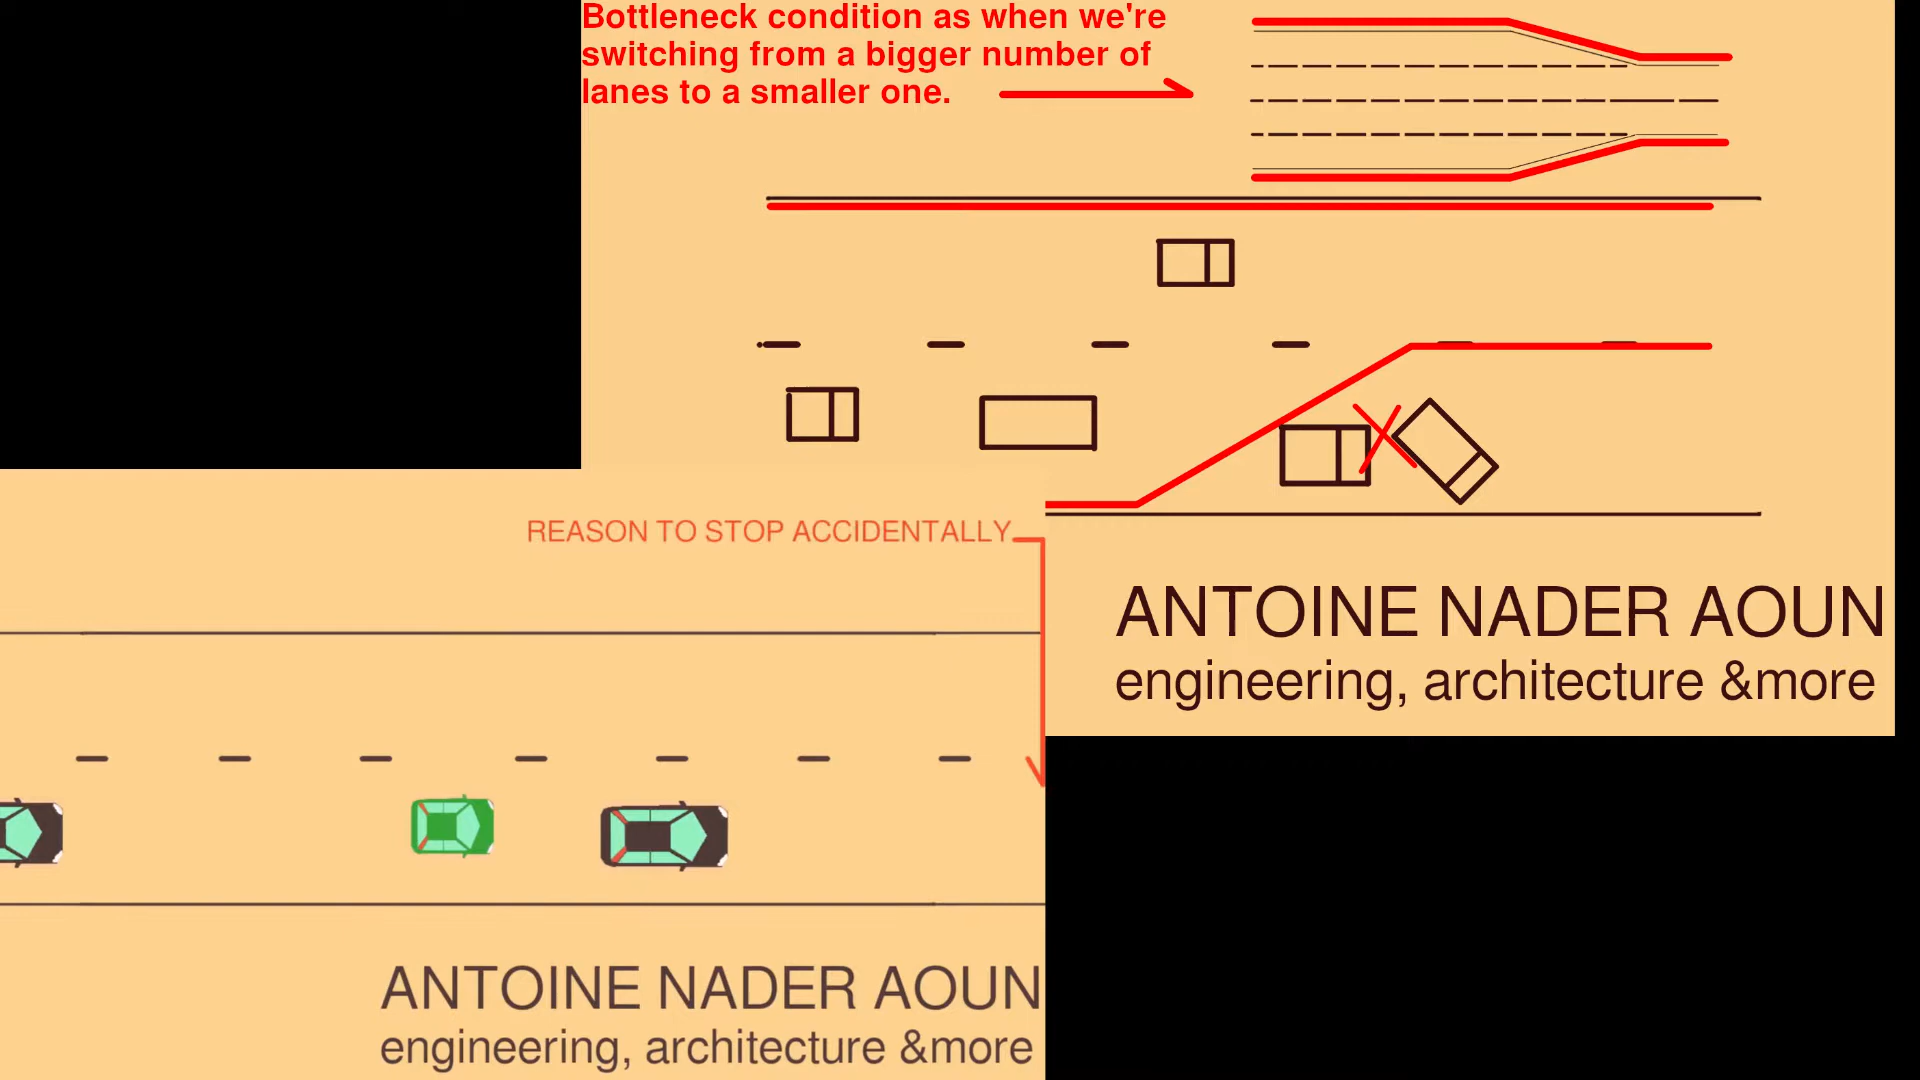 Bottleneck condition as when we're
switching from a bigger number of
lanes to a smaller one.
REASON TO STOP ACCIDENTALLY
ANTOINE NADER AOUN
engineering, architecture &more
ANTOINE NADER AOUN
engineering, architecture &more